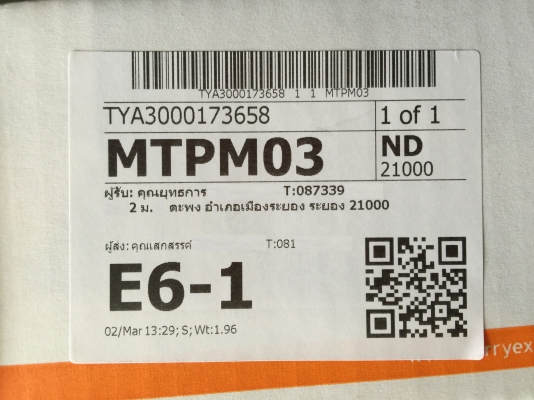 TYA3000173658 1 1 MTPM03
TYA3000173658 1 of 1
MTPM03 ND
21000
ผู้รับ: คุณยุทธการ T:087339
2 ม. ตะพง อำเภอเมืองระยอง ระยอง 21000
ผู้ส่ง: คุณเสกสรรค์ T:081
E6-1
02/Mar 13:29; S; Wt:1.96
rryex